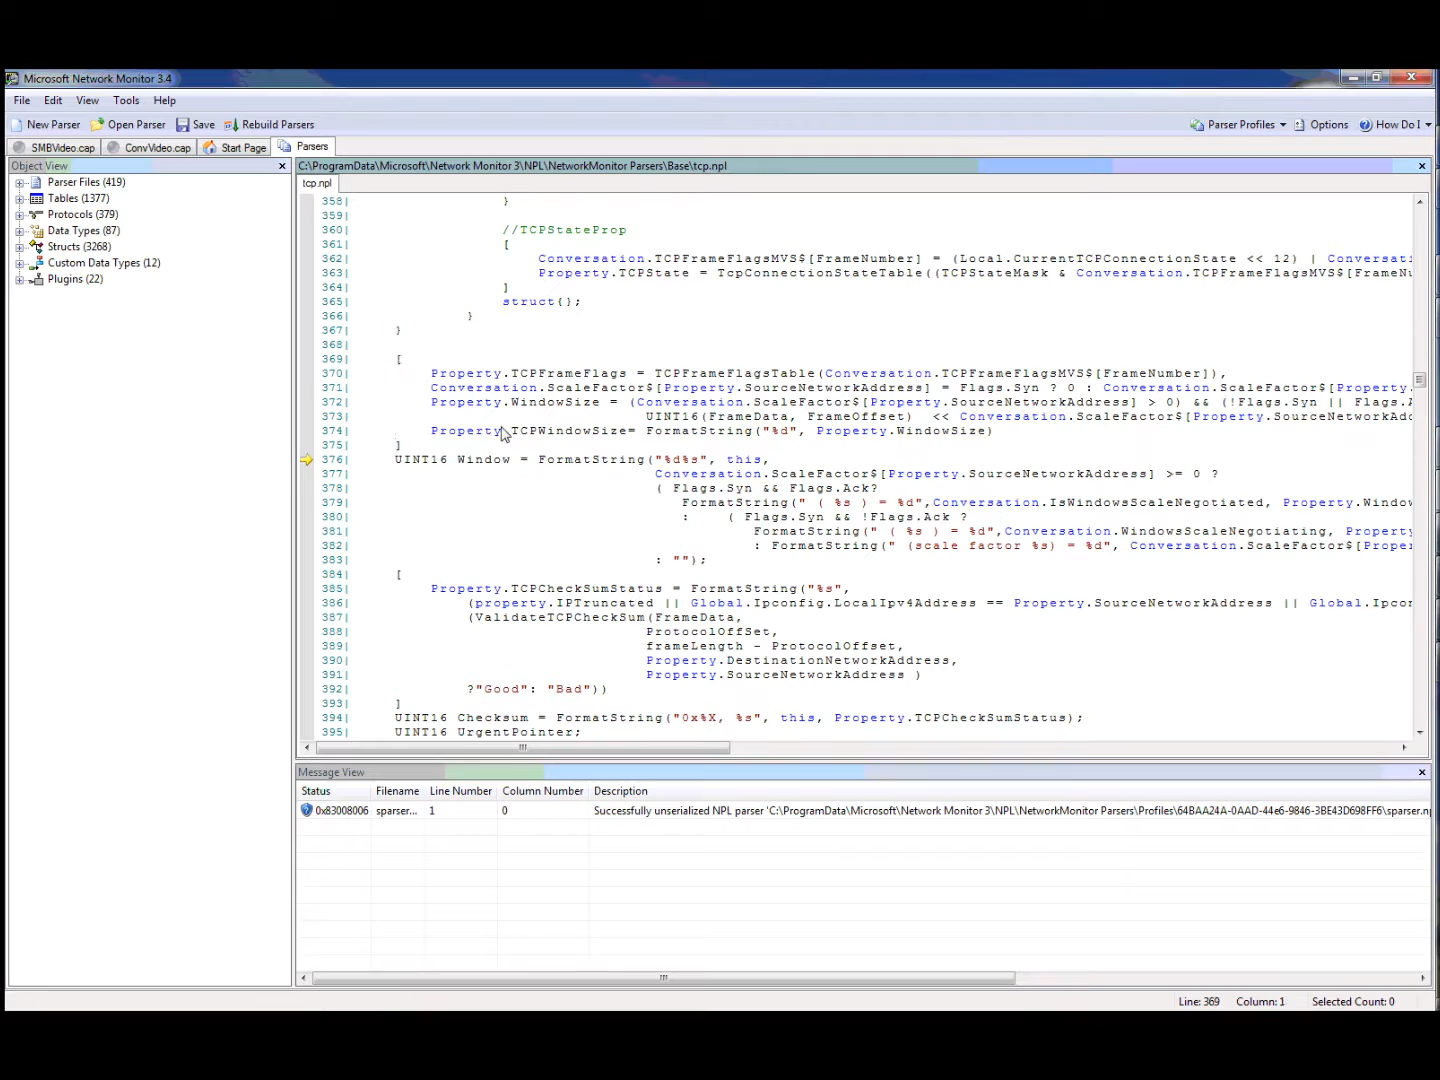 Microsoft Network Monitor 3.4
File Edit View Tools Help
New Parser Open Parser Save Rebuild Parsers Parser Profiles Options How Do I
SMBVideo.cap ConvVideo.cap Start Page Parsers
Object View
C:\ProgramData\Microsoft\Network Monitor 3\NPL\NetworkMonitor Parsers\Base\tcp.npl
tcp.npl
Parser Files (419)
Tables (1377)
Protocols (379)
Data Types (87)
Structs (3268)
Custom Data Types (12)
Plugins (22)
358| }
359|
360| //TCPStateProp
361| [
362| Conversation.TCPFrameFlagsMVS$[FrameNumber] = (Local.CurrentTCPConnectionState << 12) | Conversati
363| Property.TCPState = TcpConnectionStateTable((TCPStateMask & Conversation.TCPFrameFlagsMVS$[FrameNu
364| ]
365| struct{};
366| }
367| }
368|
369| [
370| Property.TCPFrameFlags = TCPFrameFlagsTable(Conversation.TCPFrameFlagsMVS$[FrameNumber]),
371| Conversation.ScaleFactor$[Property.SourceNetworkAddress] = Flags.Syn ? 0 : Conversation.ScaleFactor$[Property.
372| Property.WindowSize = (Conversation.ScaleFactor$[Property.SourceNetworkAddress] > 0) && (!Flags.Syn || Flags.A
373| UINT16(FrameData, FrameOffset) << Conversation.ScaleFactor$[Property.SourceNetworkAdd
374| Property.TCPWindowSize= FormatString("%d", Property.WindowSize)
375| ]
376| UINT16 Window = FormatString("%d%s", this,
377| Conversation.ScaleFactor$[Property.SourceNetworkAddress] >= 0 ?
378| ( Flags.Syn && Flags.Ack?
379| FormatString(" ( %s ) = %d",Conversation.IsWindowsScaleNegotiated, Property.Window
380| : ( Flags.Syn && !Flags.Ack ?
381| FormatString(" ( %s ) = %d",Conversation.WindowsScaleNegotiating, Property
382| : FormatString(" (scale factor %s) = %d", Conversation.ScaleFactor$[Proper
383| : "");
384| [
385| Property.TCPCheckSumStatus = FormatString("%s",
386| (property.IPTruncated || Global.Ipconfig.LocalIpv4Address == Property.SourceNetworkAddress || Global.Ipcon
387| (ValidateTCPCheckSum(FrameData,
388| ProtocolOffSet,
389| frameLength - ProtocolOffset,
390| Property.DestinationNetworkAddress,
391| Property.SourceNetworkAddress )
392| ?"Good": "Bad"))
393| ]
394| UINT16 Checksum = FormatString("0x%X, %s", this, Property.TCPCheckSumStatus);
395| UINT16 UrgentPointer;
Message View
Status Filename Line Number Column Number Description
0x83008006 sparser... 1 0 Successfully unserialized NPL parser 'C:\ProgramData\Microsoft\Network Monitor 3\NPL\NetworkMonitor Parsers\Profiles\64BAA24A-0AAD-44e6-9846-3BE43D698FF6\sparser.np
Line: 369 Column: 1 Selected Count: 0